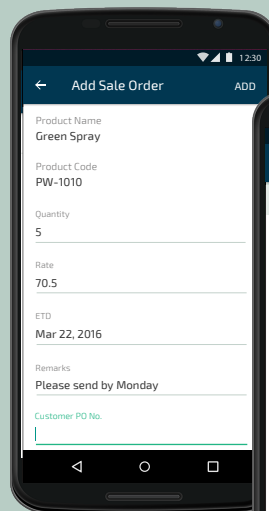 12:30
Add Sale Order
ADD
Product Name
Green Spray
Product Code
PW-1010
Quantity
5
Rate
70.5
ETD
Mar 22, 2016
Remarks
Please send by Monday
Customer PO No.